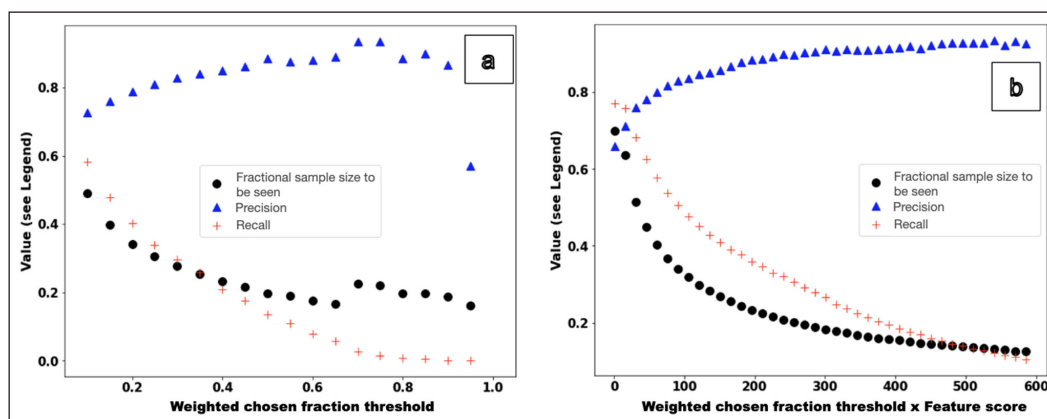 a
Value (see Legend)
0.8
0.6
0.4
0.2
0.0
Fractional sample size to
be seen
Precision
Recall
0.2 0.4 0.6 0.8 1.0
Weighted chosen fraction threshold
b
Value (see Legend)
0.8
0.6
0.4
0.2
Fractional sample size to
be seen
Precision
Recall
0 100 200 300 400 500 600
Weighted chosen fraction threshold x Feature score